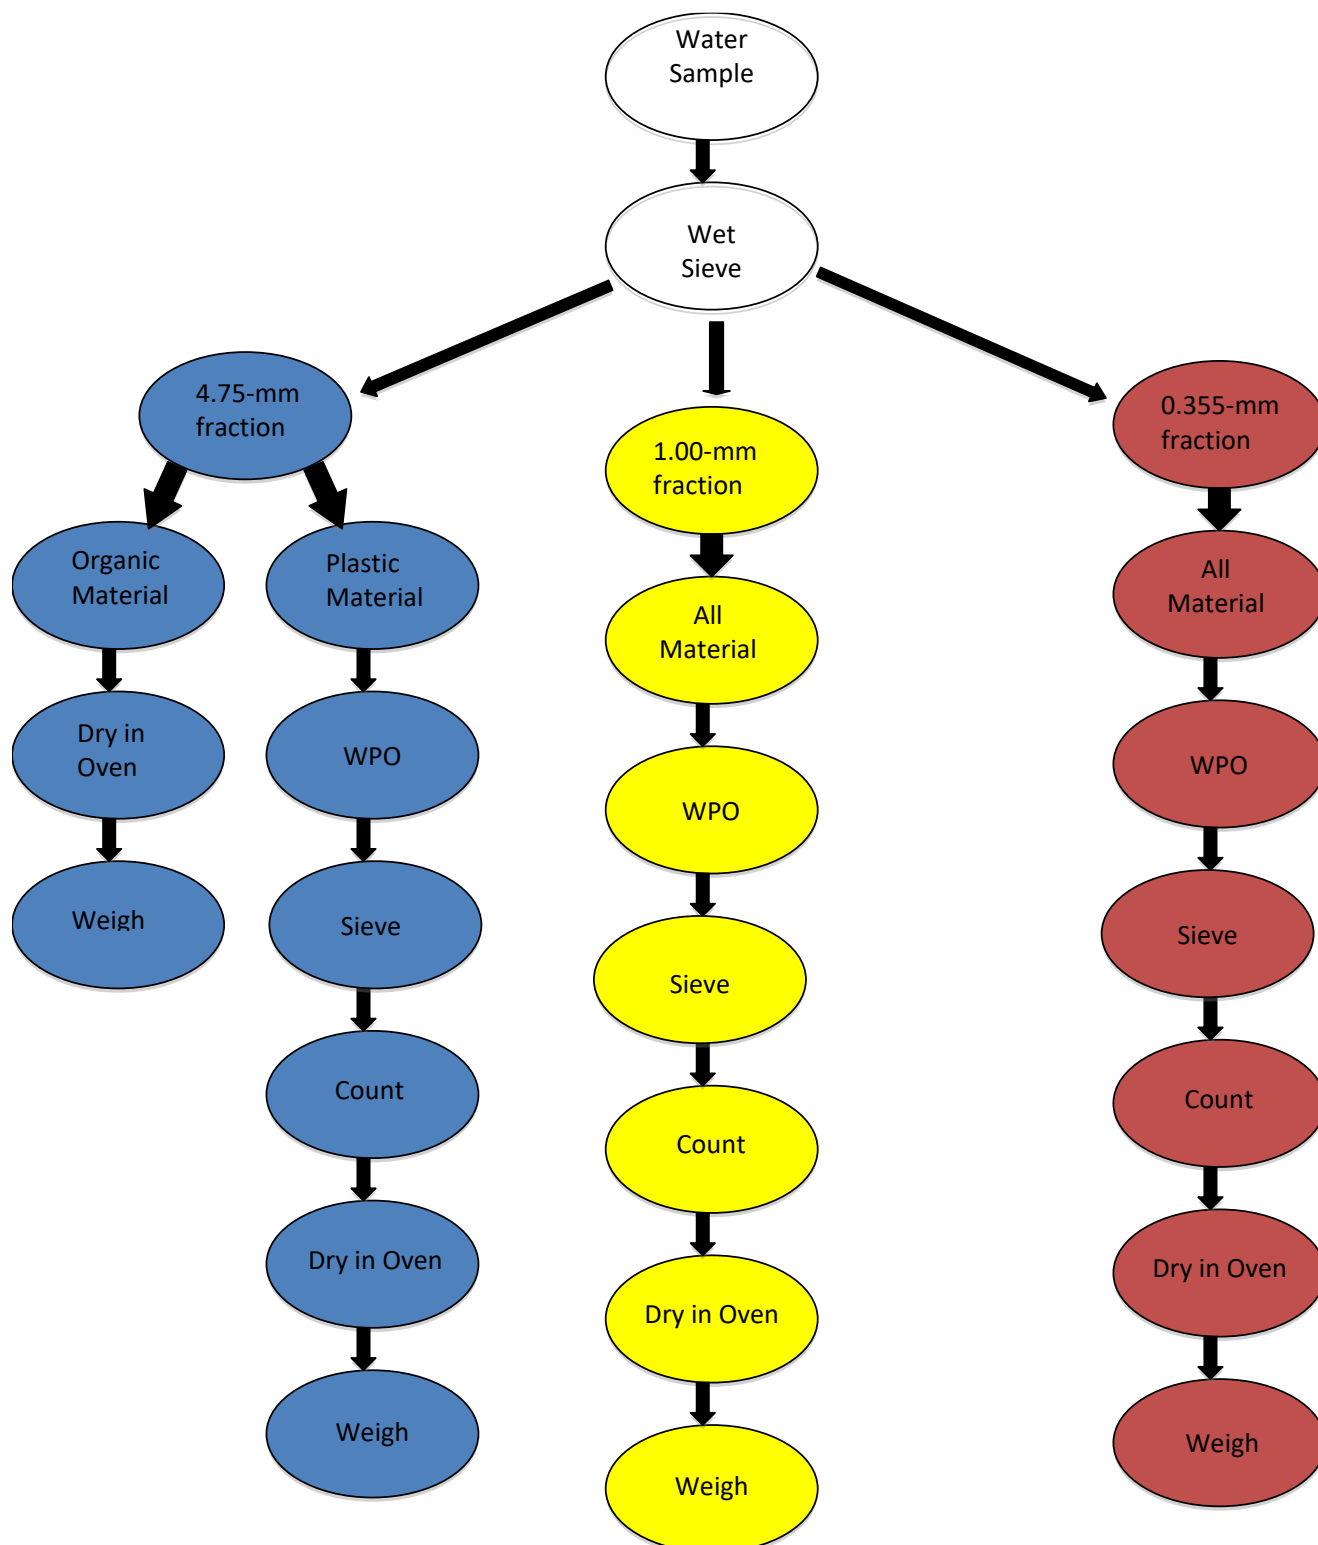 Water
Sample
Wet
Sieve
4.75-mm
fraction
Organic
Material
Dry in
Oven
Weigh
Plastic
Material
WPO
Sieve
Count
Dry in Oven
Weigh
1.00-mm
fraction
All
Material
WPO
Sieve
Count
Dry in Oven
Weigh
0.355-mm
fraction
All
Material
WPO
Sieve
Count
Dry in Oven
Weigh